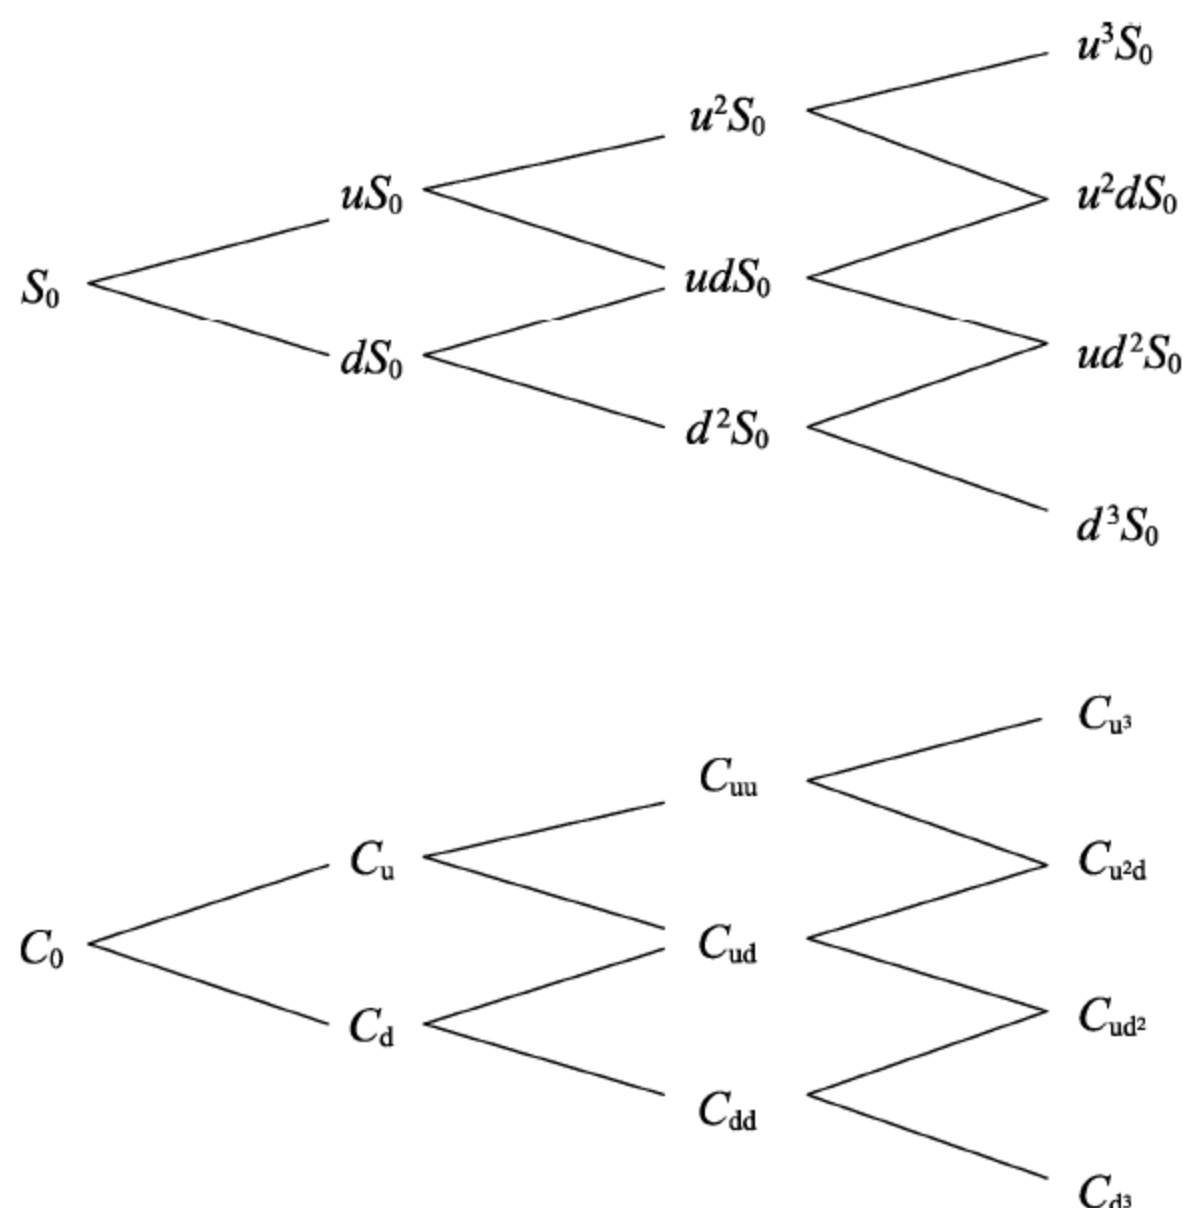 u³S₀
u²S₀
uS₀
u²dS₀
S₀
udS₀
dS₀
ud²S₀
d²S₀
d³S₀
C_u³
C_uu
C_u
C_u²d
C₀
C_ud
C_d
C_ud²
C_dd
C_d³